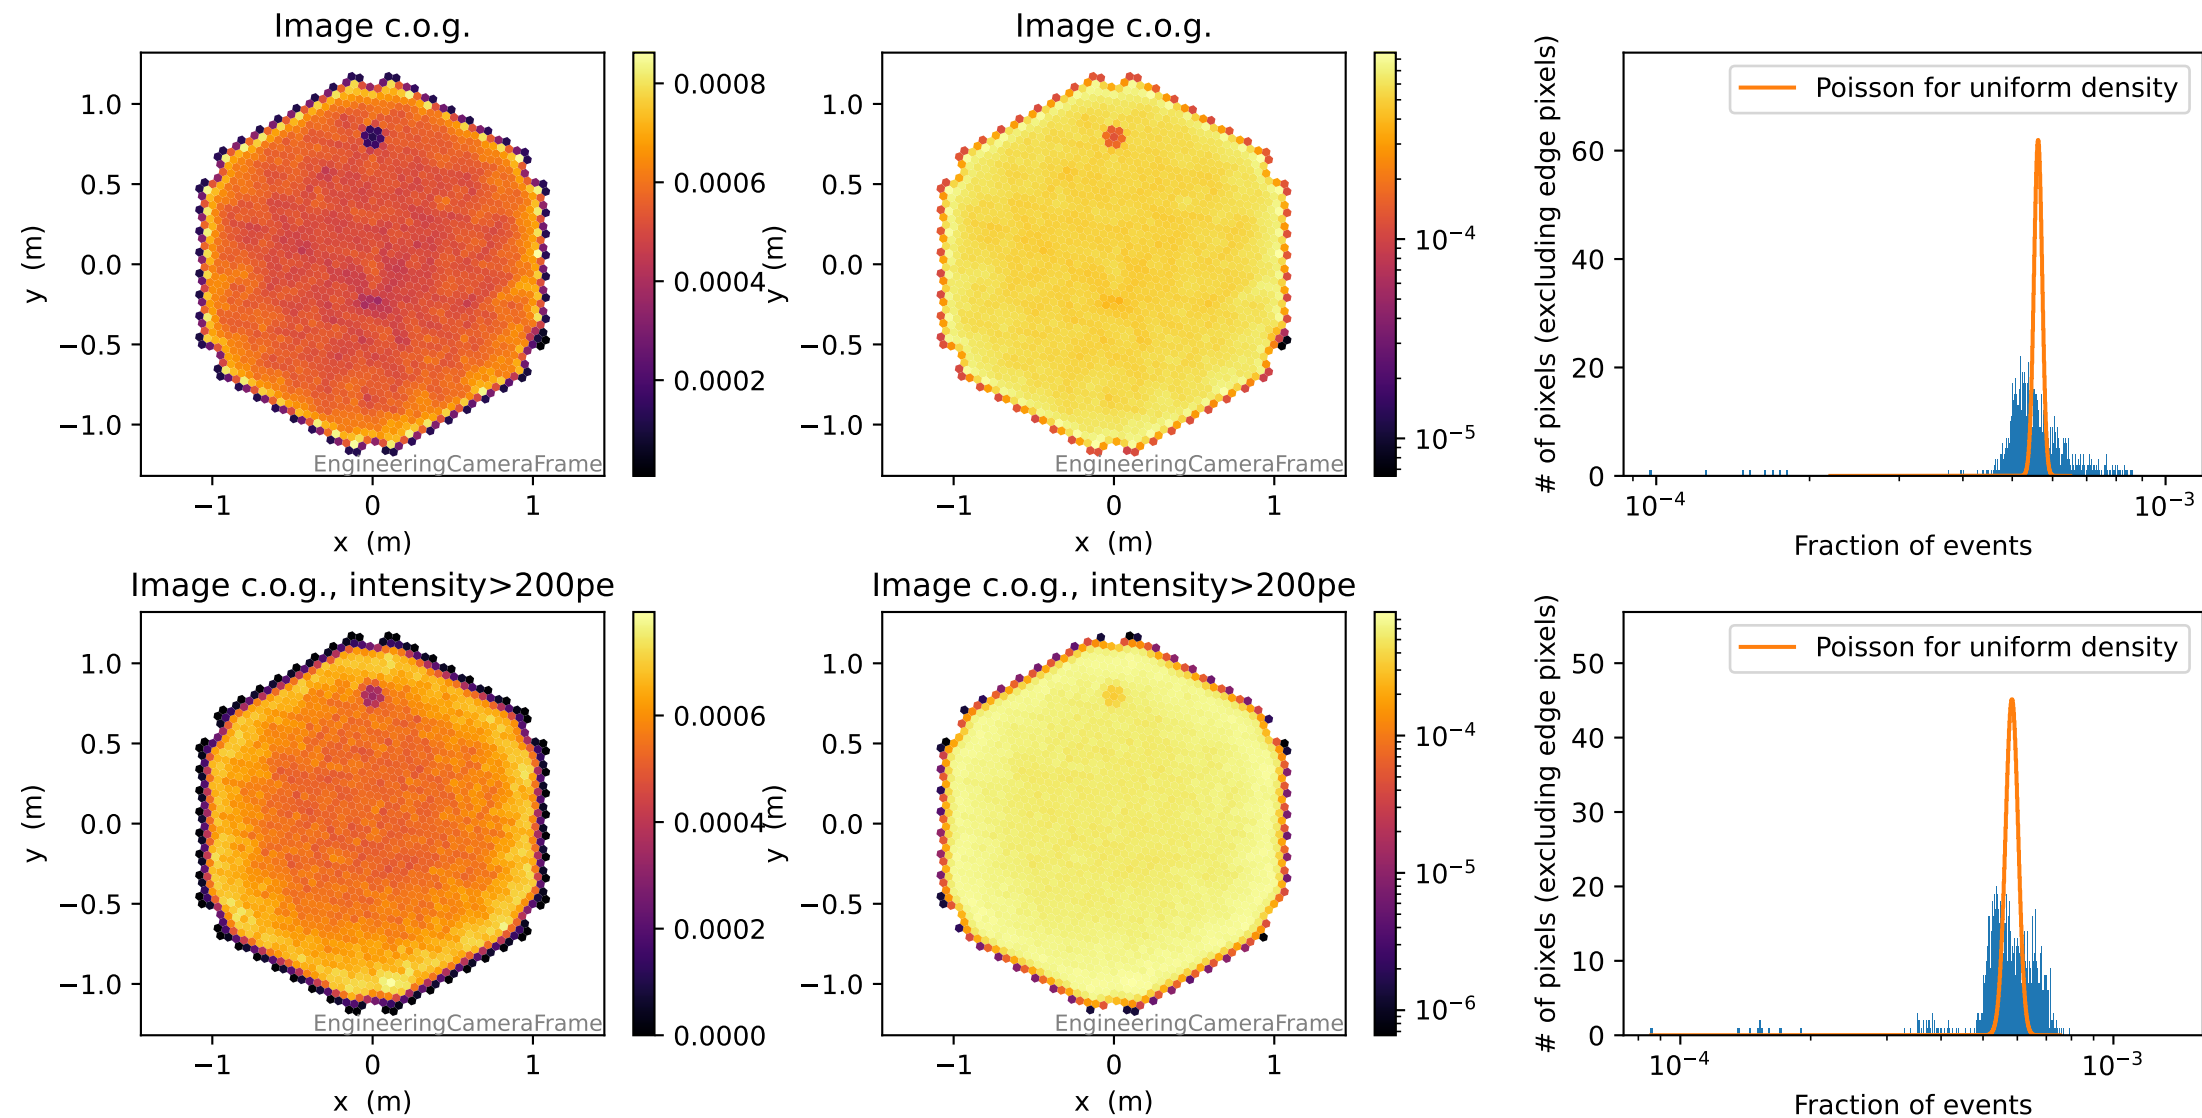 Image c.o.g.
y (m)
1.0
0.5
0.0
−0.5
−1.0
−1
0
1
x (m)
EngineeringCameraFrame
0.0008
0.0006
0.0004
0.0002
Image c.o.g.
y (m)
1.0
0.5
0.0
−0.5
−1.0
−1
0
1
x (m)
EngineeringCameraFrame
10−4
10−5
# of pixels (excluding edge pixels)
60
40
20
0
Poisson for uniform density
10−4
10−3
Fraction of events
Image c.o.g., intensity>200pe
y (m)
1.0
0.5
0.0
−0.5
−1.0
−1
0
1
x (m)
EngineeringCameraFrame
0.0006
0.0004
0.0002
0.0000
Image c.o.g., intensity>200pe
y (m)
1.0
0.5
0.0
−0.5
−1.0
−1
0
1
x (m)
EngineeringCameraFrame
10−4
10−5
10−6
# of pixels (excluding edge pixels)
50
40
30
20
10
0
Poisson for uniform density
10−4
10−3
Fraction of events